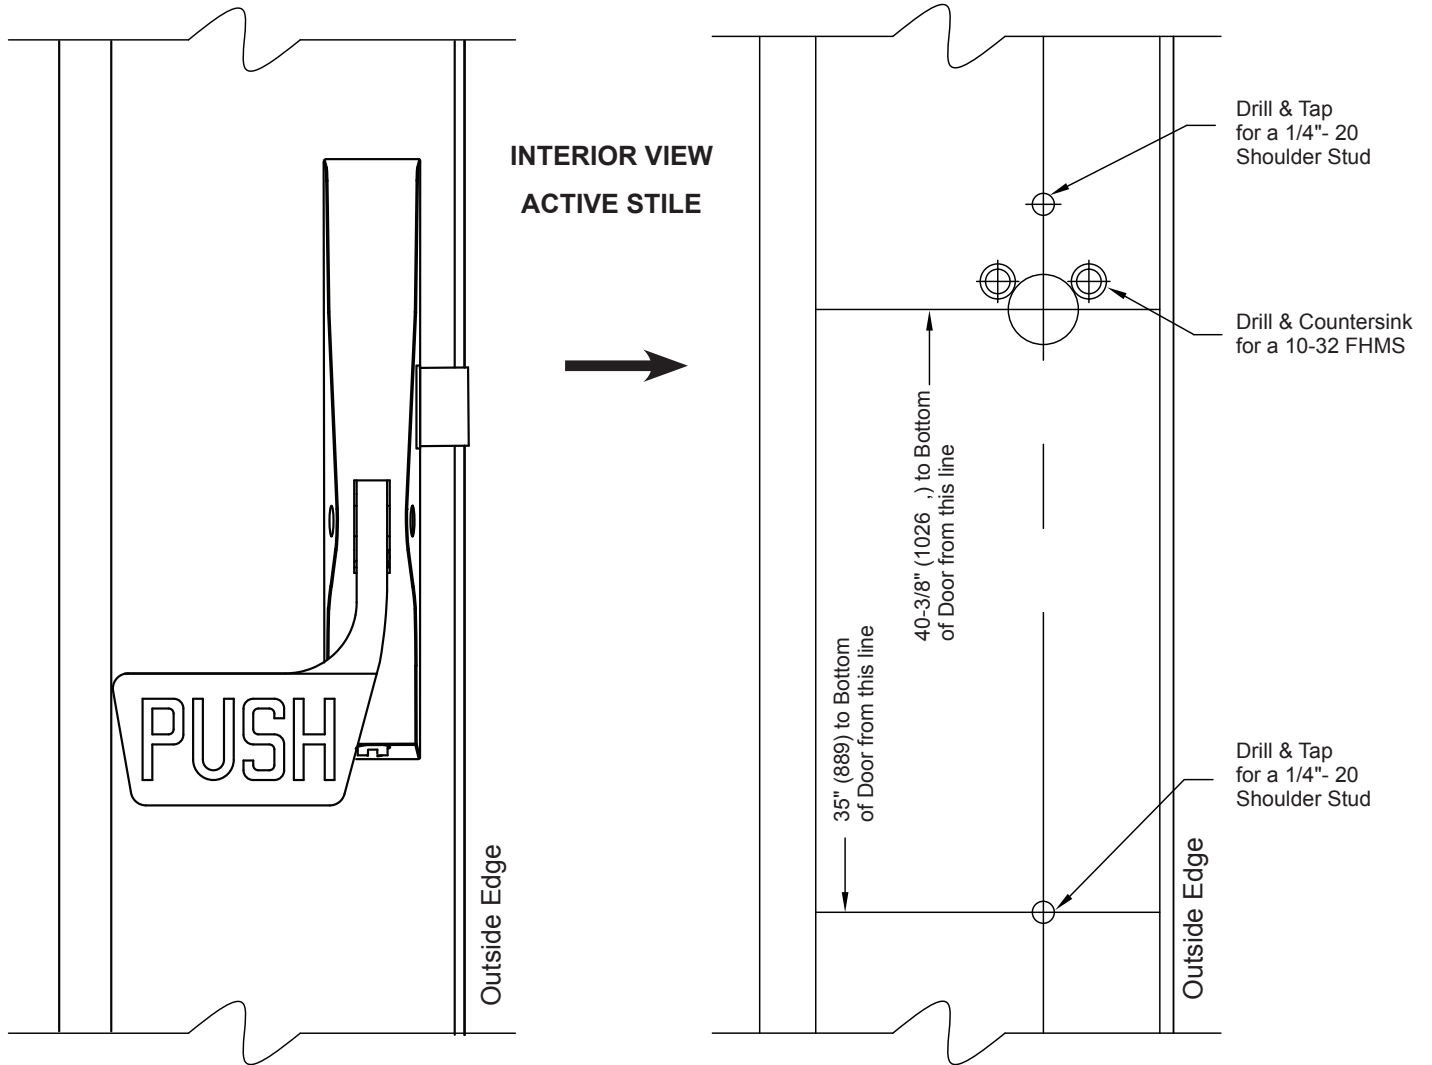 INTERIOR VIEW
ACTIVE STILE
PUSH
Outside Edge
Drill & Tap
for a 1/4"- 20
Shoulder Stud
Drill & Countersink
for a 10-32 FHMS
40-3/8" (1026 ,) to Bottom
of Door from this line
35" (889) to Bottom
of Door from this line
Drill & Tap
for a 1/4"- 20
Shoulder Stud
Outside Edge